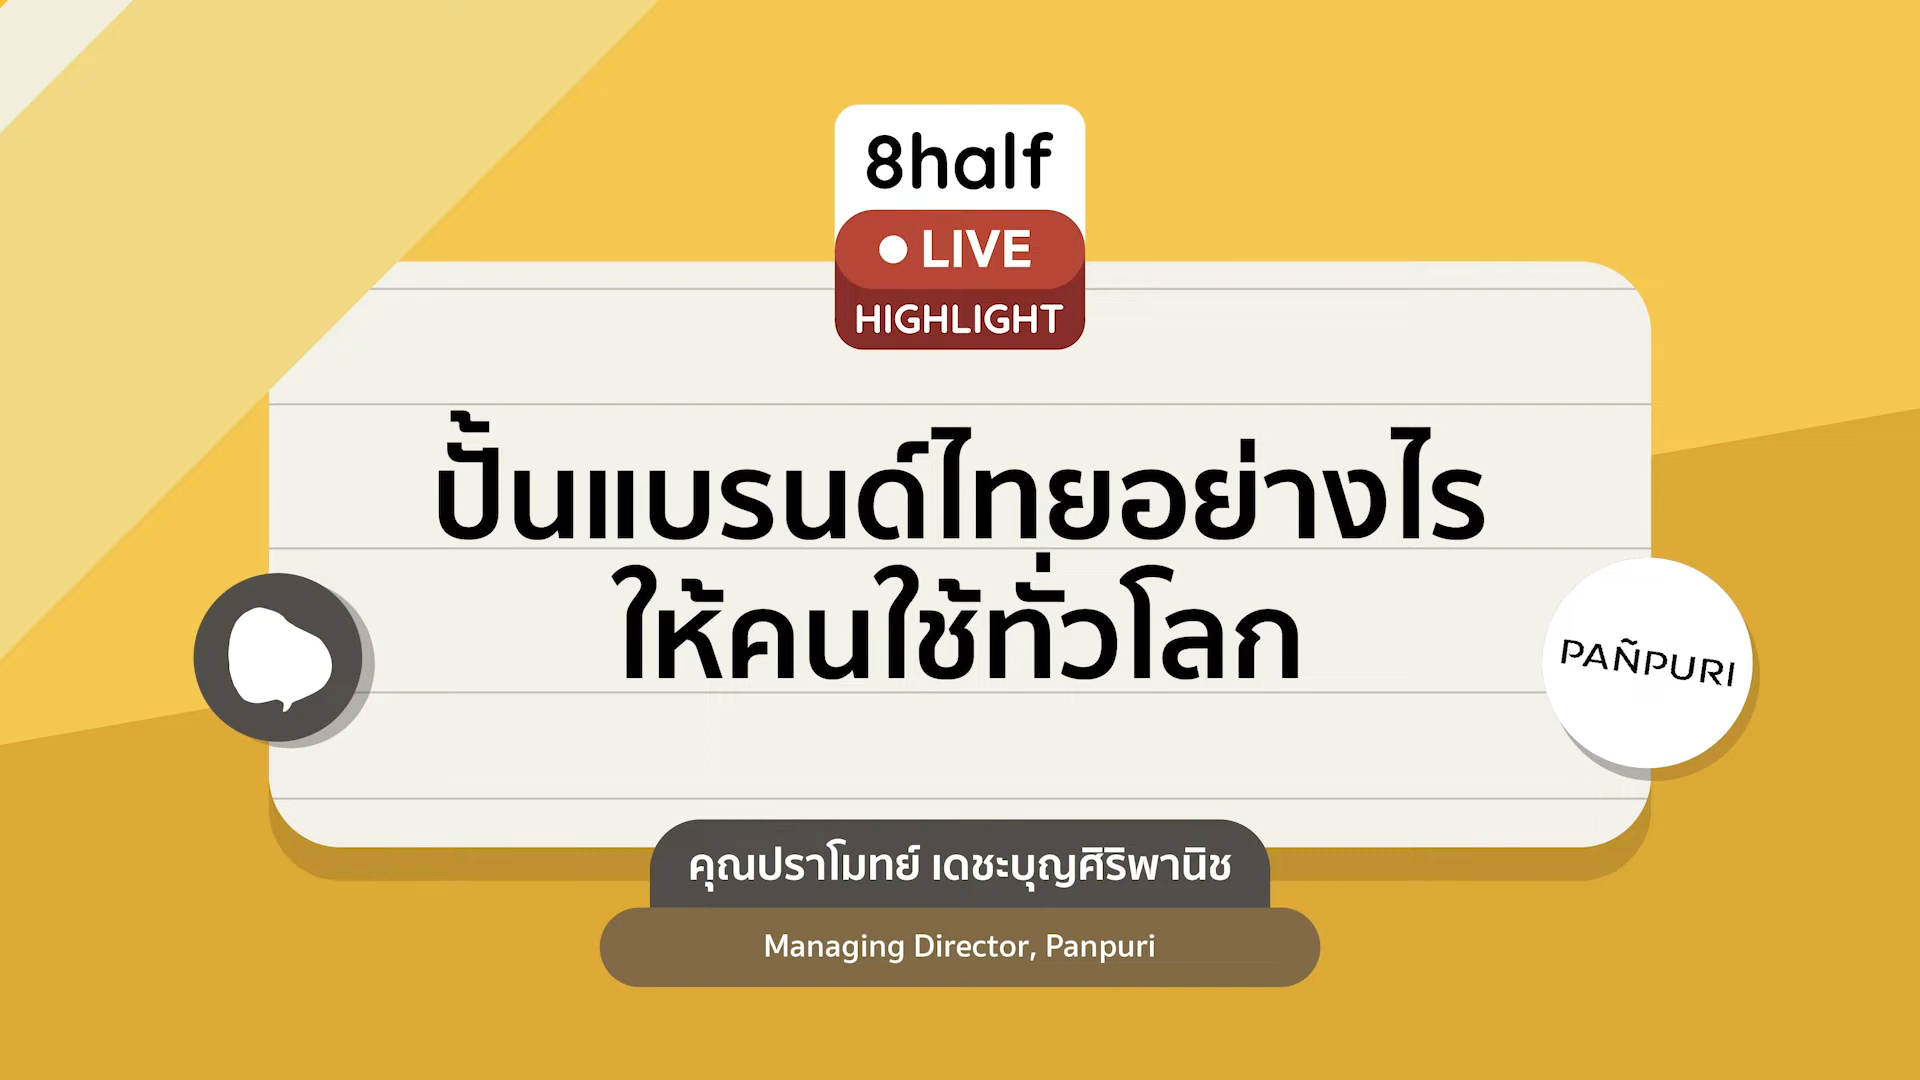 8half
LIVE
HIGHLIGHT
ปั้นแบรนด์ไทยอย่างไร
ให้คนใช้ทั่วโลก
PAÑPURI
คุณปราโมทย์ เดชะบุญศิริพานิช
Managing Director, Panpuri